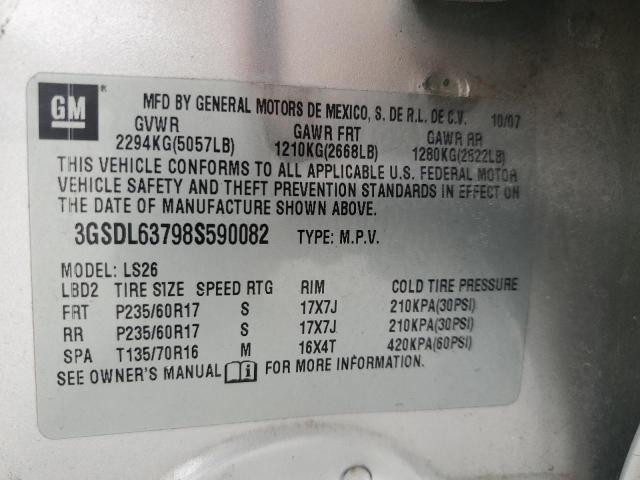 GM ®
MFD BY GENERAL MOTORS DE MEXICO, S. DE R.L. DE C.V. 10/07
GVWR GAWR FRT GAWR RR
2294KG(5057LB) 1210KG(2668LB) 1280KG(2822LB)
THIS VEHICLE CONFORMS TO ALL APPLICABLE U.S. FEDERAL MOTOR
VEHICLE SAFETY AND THEFT PREVENTION STANDARDS IN EFFECT ON
THE DATE OF MANUFACTURE SHOWN ABOVE.
3GSDL63798S590082 TYPE: M.P.V.
MODEL: LS26
LBD2 TIRE SIZE SPEED RTG RIM COLD TIRE PRESSURE
FRT P235/60R17 S 17X7J 210KPA(30PSI)
RR P235/60R17 S 17X7J 210KPA(30PSI)
SPA T135/70R16 M 16X4T 420KPA(60PSI)
SEE OWNER'S MANUAL FOR MORE INFORMATION.